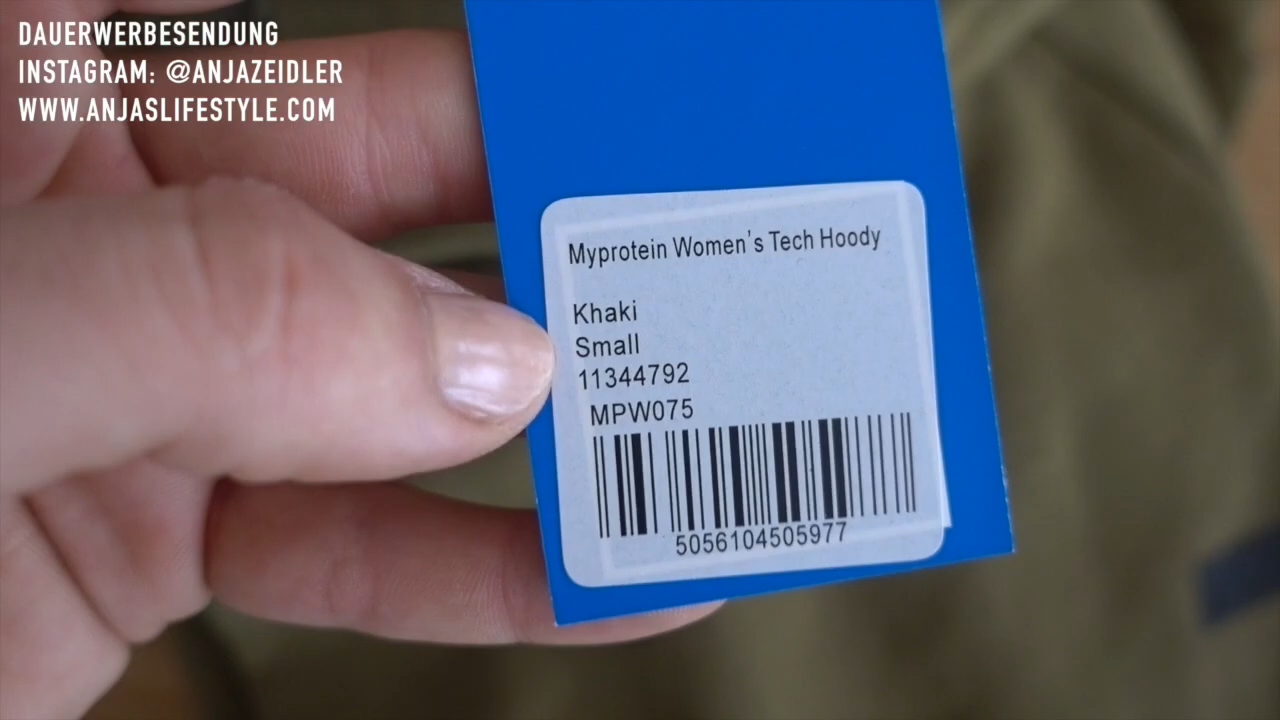 DAUERWERBESENDUNG
INSTAGRAM: @ANJAZEIDLER
WWW.ANJASLIFESTYLE.COM
Myprotein Women's Tech Hoody
Khaki
Small
11344792
MPW075
5056104505977